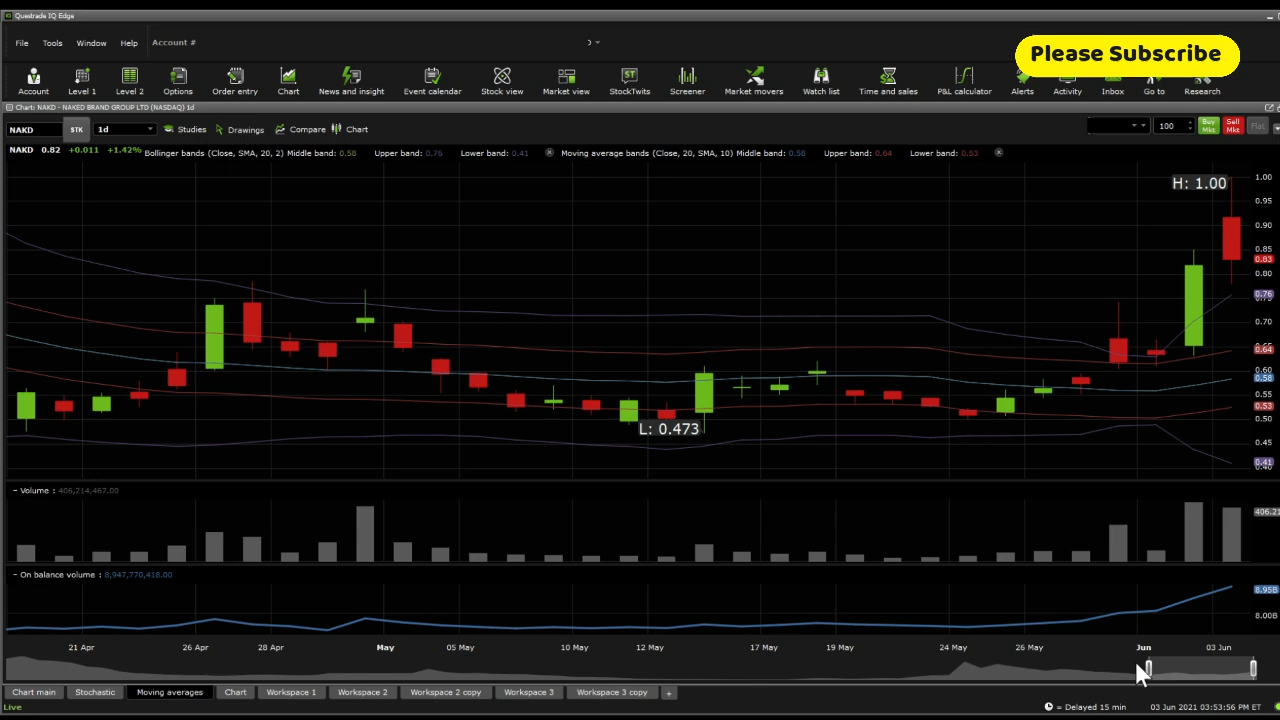 Questrade IQ Edge
File Tools Window Help Account #
Please Subscribe
Account Level 1 Level 2 Options Order entry Chart News and insight Event calendar Stock view Market view StockTwits Screener Market movers Watch list Time and sales P&L calculator Alerts Activity Inbox Go to Research
Chart: NAKD - NAKED BRAND GROUP LTD (NASDAQ) 1d
NAKD STK 1d Studies Drawings Compare Chart 100 Buy Mkt Sell Mkt Flat
NAKD 0.82 +0.011 +1.42% Bollinger bands (Close, SMA, 20, 2) Middle band: 0.58 Upper band: 0.76 Lower band: 0.41 Moving average bands (Close, 20, SMA, 10) Middle band: 0.58 Upper band: 0.64 Lower band: 0.53
1.00
H: 1.00
0.95
0.90
0.85
0.83
0.80
0.76
0.70
0.64
0.60
0.58
0.55
0.53
0.50
L: 0.473
0.45
0.41
0.40
– Volume : 406,214,467.00
406.21
– On balance volume : 8,947,770,418.00
8.95B
8.00B
21 Apr 26 Apr 28 Apr May 05 May 10 May 12 May 17 May 19 May 24 May 26 May Jun 03 Jun
Chart main Stochastic Moving averages Chart Workspace 1 Workspace 2 Workspace 2 copy Workspace 3 Workspace 3 copy +
Live = Delayed 15 min 03 Jun 2021 03:53:56 PM ET